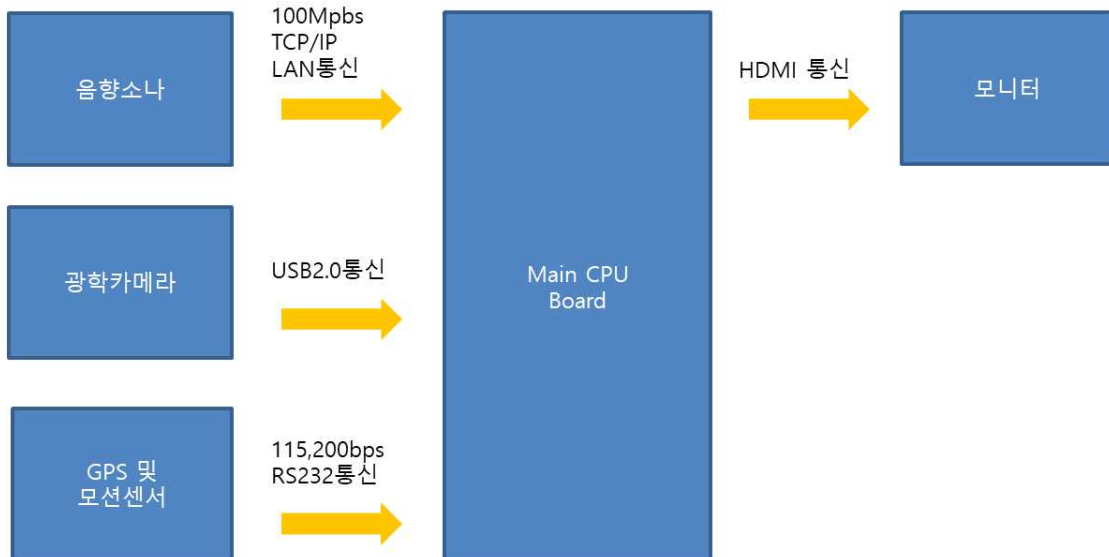 음향소나
100Mpbs
TCP/IP
LAN통신
HDMI 통신
모니터
광학카메라
USB2.0통신
Main CPU
Board
GPS 및
모션센서
115,200bps
RS232통신